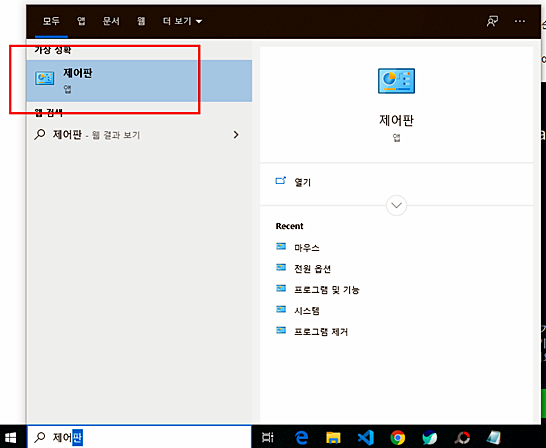 모두 앱 문서 웹 더 보기
가장 정확
제어판
앱
웹 검색
제어판 - 웹 결과 보기
제어판
앱
열기
Recent
마우스
전원 옵션
프로그램 및 기능
시스템
프로그램 제거
제어판